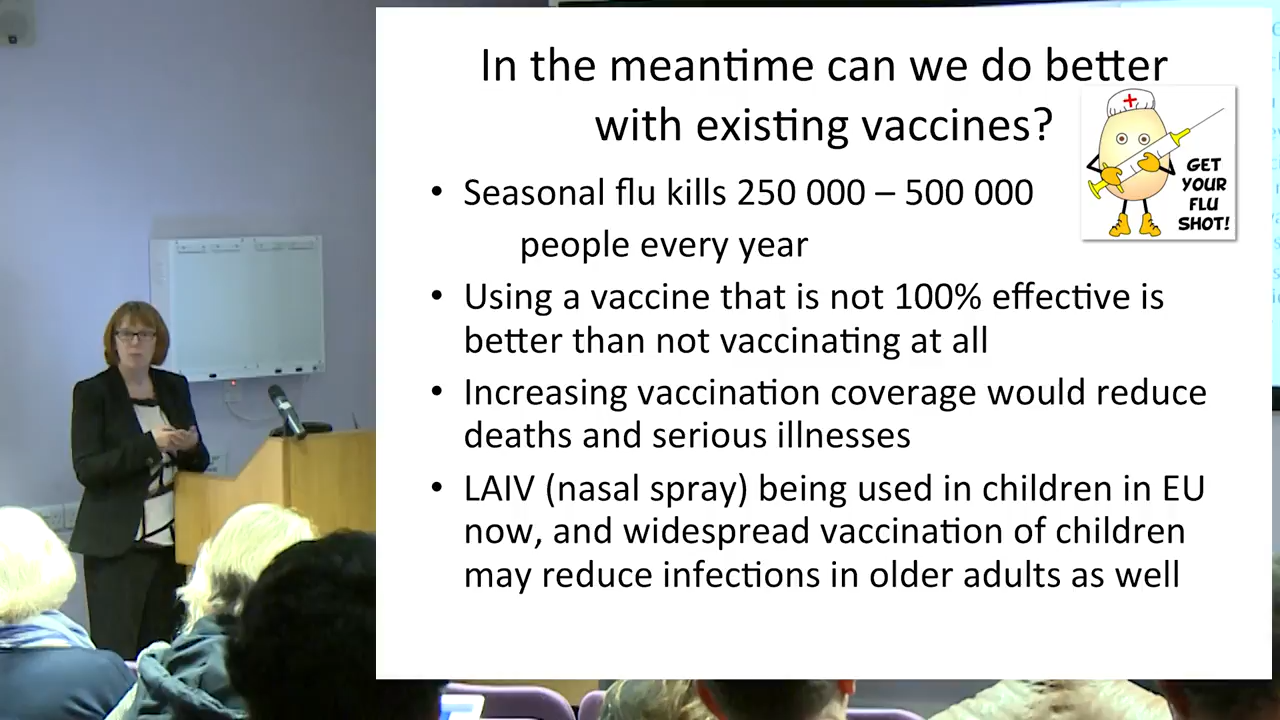 In the meantime can we do better
with existing vaccines?
GET
YOUR
FLU
SHOT!
• Seasonal flu kills 250 000 – 500 000
people every year
• Using a vaccine that is not 100% effective is
better than not vaccinating at all
• Increasing vaccination coverage would reduce
deaths and serious illnesses
• LAIV (nasal spray) being used in children in EU
now, and widespread vaccination of children
may reduce infections in older adults as well